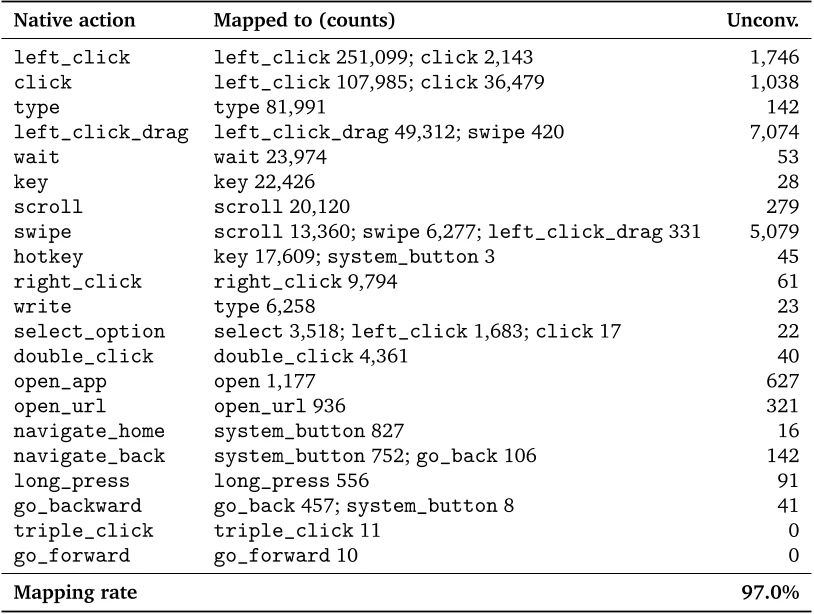 Native action Mapped to (counts) Unconv.
left_click left_click 251,099; click 2,143 1,746
click left_click 107,985; click 36,479 1,038
type type 81,991 142
left_click_drag left_click_drag 49,312; swipe 420 7,074
wait wait 23,974 53
key key 22,426 28
scroll scroll 20,120 279
swipe scroll 13,360; swipe 6,277; left_click_drag 331 5,079
hotkey key 17,609; system_button 3 45
right_click right_click 9,794 61
write type 6,258 23
select_option select 3,518; left_click 1,683; click 17 22
double_click double_click 4,361 40
open_app open 1,177 627
open_url open_url 936 321
navigate_home system_button 827 16
navigate_back system_button 752; go_back 106 142
long_press long_press 556 91
go_backward go_back 457; system_button 8 41
triple_click triple_click 11 0
go_forward go_forward 10 0
Mapping rate 97.0%